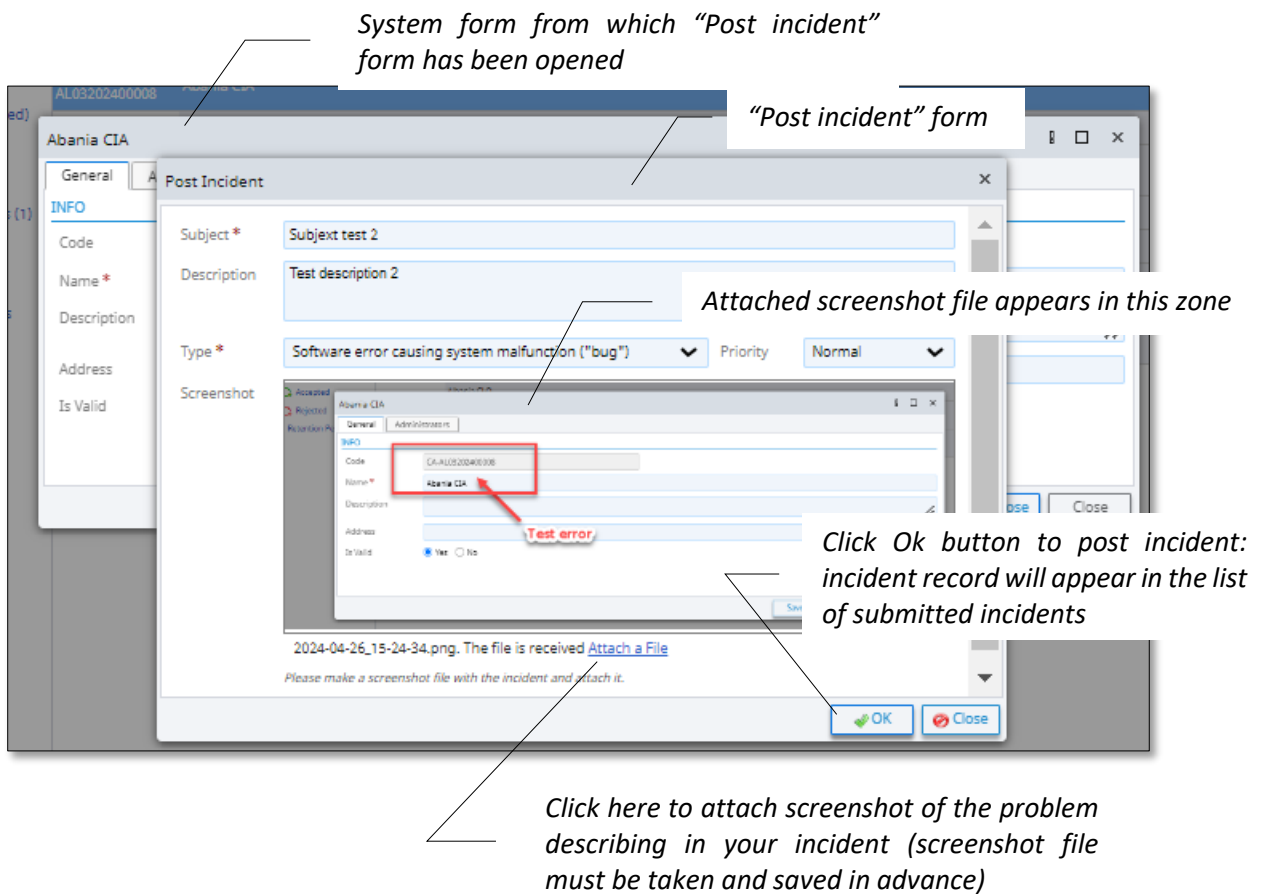 System form from which “Post incident”
form has been opened
AL03202400008
“Post incident” form
ed)
Abania CIA
General
Post Incident
s (1)
INFO
Code
Subject *
Subjext test 2
Name *
Description
Test description 2
Attached screenshot file appears in this zone
Description
Type *
Software error causing system malfunction ("bug")
Priority
Normal
Address
Screenshot
Is Valid
Accepted
Rejected
Abania CIA
General
Administrators
INFO
Code
CA-AL03202400008
Name *
Abania CIA
Description
Address
Test error
Is Valid
Yes
No
Close
Click Ok button to post incident:
incident record will appear in the list
of submitted incidents
2024-04-26_15-24-34.png. The file is received Attach a File
Please make a screenshot file with the incident and attach it.
OK
Close
Click here to attach screenshot of the problem
describing in your incident (screenshot file
must be taken and saved in advance)